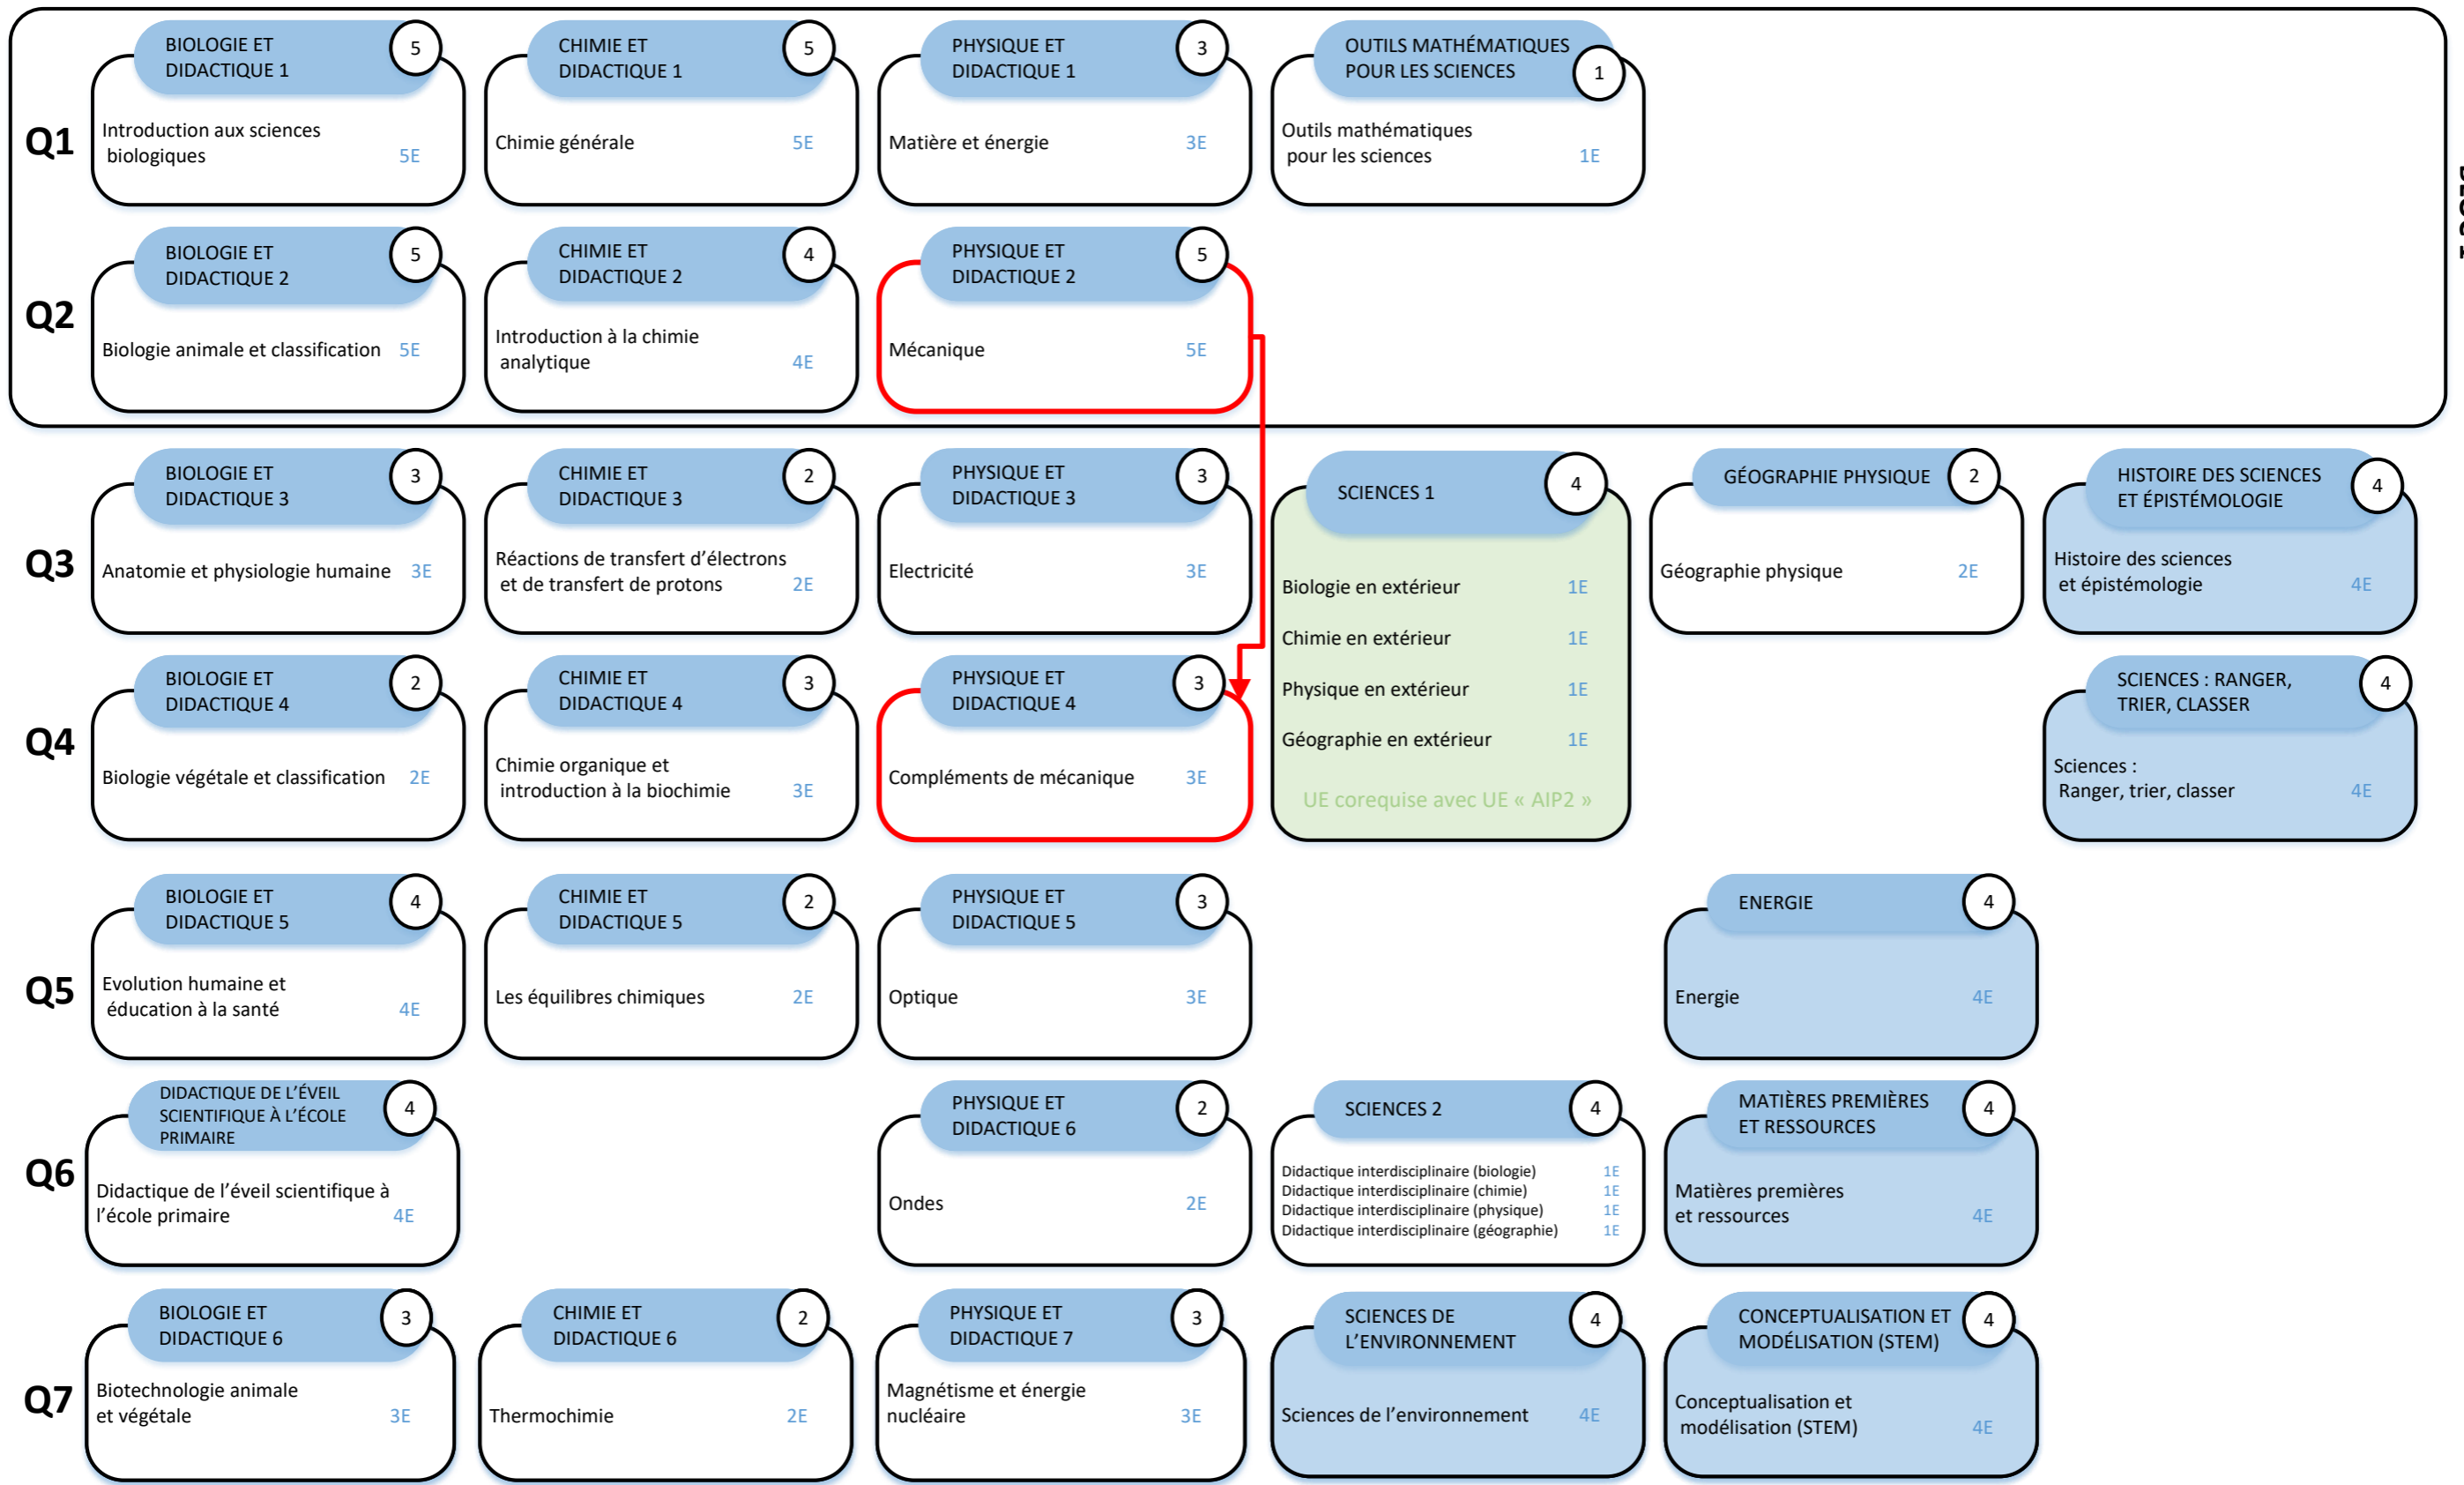 BIOLOGIE ET
DIDACTIQUE 1
5
Introduction aux sciences
biologiques
5E
CHIMIE ET
DIDACTIQUE 1
5
Chimie générale
5E
PHYSIQUE ET
DIDACTIQUE 1
3
Matière et énergie
3E
OUTILS MATHÉMATIQUES
POUR LES SCIENCES
1
Outils mathématiques
pour les sciences
1E
Q1
BIOLOGIE ET
DIDACTIQUE 2
5
Biologie animale et classification
5E
CHIMIE ET
DIDACTIQUE 2
4
Introduction à la chimie
analytique
4E
PHYSIQUE ET
DIDACTIQUE 2
5
Mécanique
5E
Q2
BIOLOGIE ET
DIDACTIQUE 3
3
Anatomie et physiologie humaine
3E
CHIMIE ET
DIDACTIQUE 3
2
Réactions de transfert d'électrons
et de transfert de protons
2E
PHYSIQUE ET
DIDACTIQUE 3
3
Electricité
3E
SCIENCES 1
4
Biologie en extérieur
1E
Chimie en extérieur
1E
Physique en extérieur
1E
Géographie en extérieur
1E
UE corequise avec UE « AIP2 »
GÉOGRAPHIE PHYSIQUE
2
Géographie physique
2E
HISTOIRE DES SCIENCES
ET ÉPISTÉMOLOGIE
4
Histoire des sciences
et épistémologie
4E
Q3
BIOLOGIE ET
DIDACTIQUE 4
2
Biologie végétale et classification
2E
CHIMIE ET
DIDACTIQUE 4
3
Chimie organique et
introduction à la biochimie
3E
PHYSIQUE ET
DIDACTIQUE 4
3
Compléments de mécanique
3E
SCIENCES : RANGER,
TRIER, CLASSER
4
Sciences :
Ranger, trier, classer
4E
Q4
BIOLOGIE ET
DIDACTIQUE 5
4
Evolution humaine et
éducation à la santé
4E
CHIMIE ET
DIDACTIQUE 5
2
Les équilibres chimiques
2E
PHYSIQUE ET
DIDACTIQUE 5
3
Optique
3E
ENERGIE
4
Energie
4E
Q5
DIDACTIQUE DE L'ÉVEIL
SCIENTIFIQUE À L'ÉCOLE
PRIMAIRE
4
Didactique de l'éveil scientifique à
l'école primaire
4E
PHYSIQUE ET
DIDACTIQUE 6
2
Ondes
2E
SCIENCES 2
4
Didactique interdisciplinaire (biologie)
1E
Didactique interdisciplinaire (chimie)
1E
Didactique interdisciplinaire (physique)
1E
Didactique interdisciplinaire (géographie)
1E
MATIÈRES PREMIÈRES
ET RESSOURCES
4
Matières premières
et ressources
4E
Q6
BIOLOGIE ET
DIDACTIQUE 6
3
Biotechnologie animale
et végétale
3E
CHIMIE ET
DIDACTIQUE 6
2
Thermochimie
2E
PHYSIQUE ET
DIDACTIQUE 7
3
Magnétisme et énergie
nucléaire
3E
SCIENCES DE
L'ENVIRONNEMENT
4
Sciences de l'environnement
4E
CONCEPTUALISATION ET
MODÉLISATION (STEM)
4
Conceptualisation et
modélisation (STEM)
4E
Q7